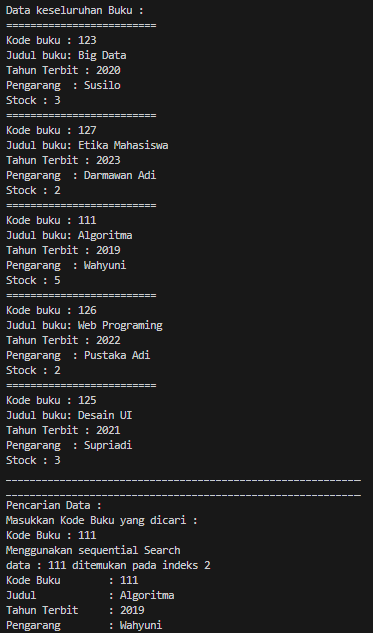 Data keseluruhan Buku :
=========================
Kode buku : 123
Judul buku: Big Data
Tahun Terbit : 2020
Pengarang  : Susilo
Stock : 3
=========================
Kode buku : 127
Judul buku: Etika Mahasiswa
Tahun Terbit : 2023
Pengarang  : Darmawan Adi
Stock : 2
=========================
Kode buku : 111
Judul buku: Algoritma
Tahun Terbit : 2019
Pengarang  : Wahyuni
Stock : 5
=========================
Kode buku : 126
Judul buku: Web Programing
Tahun Terbit : 2022
Pengarang  : Pustaka Adi
Stock : 2
=========================
Kode buku : 125
Judul buku: Desain UI
Tahun Terbit : 2021
Pengarang  : Supriadi
Stock : 3
___________________________________________________________
___________________________________________________________
Pencarian Data :
Masukkan Kode Buku yang dicari :
Kode Buku : 111
Menggunakan sequential Search
data : 111 ditemukan pada indeks 2
Kode Buku        : 111
Judul            : Algoritma
Tahun Terbit     : 2019
Pengarang        : Wahyuni